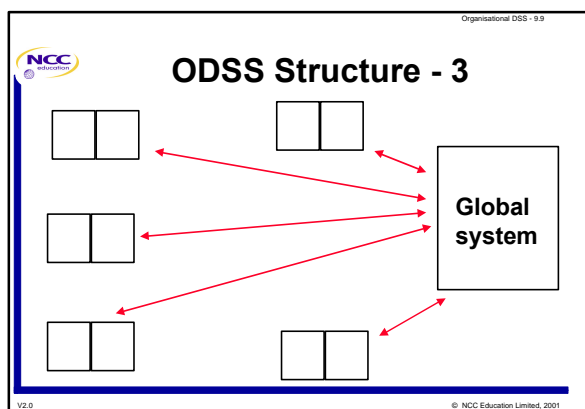 Organisational DSS - 9.9
NCC
education
ODSS Structure - 3
Global
system
V2.0
© NCC Education Limited, 2001